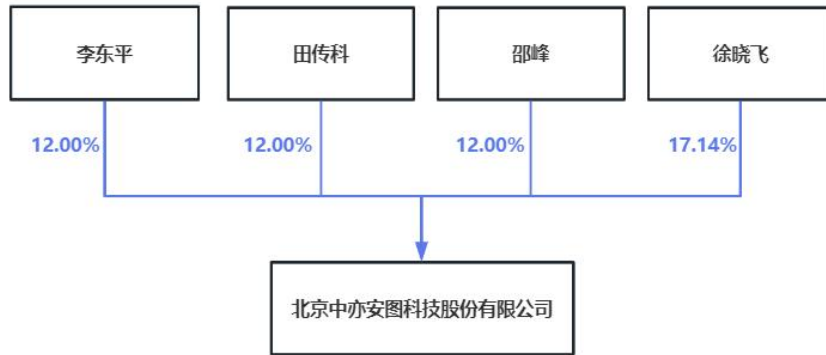 李东平
田传科
邵峰
徐晓飞
12.00%
12.00%
12.00%
17.14%
北京中亦安图科技股份有限公司